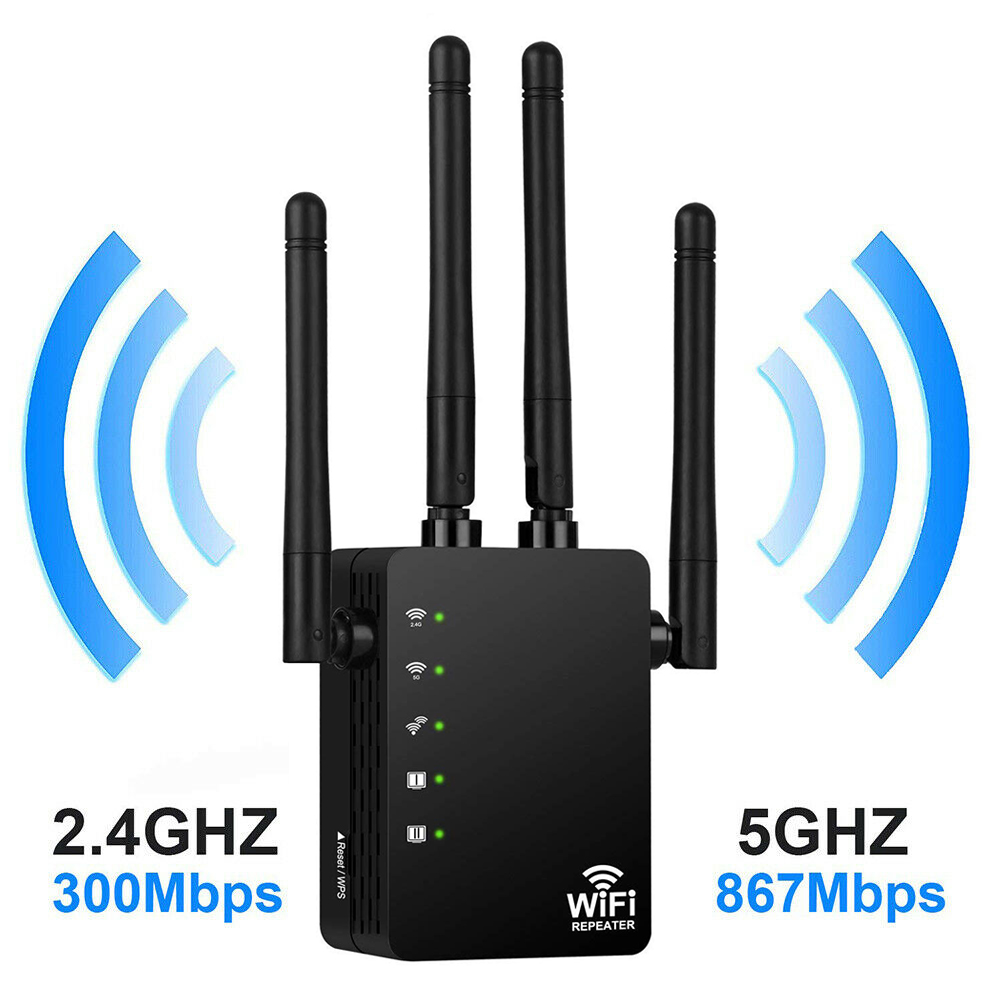 2.4G
5G
2.4GHZ
300Mbps
▲Reset / WPS
WiFi
REPEATER
5GHZ
867Mbps